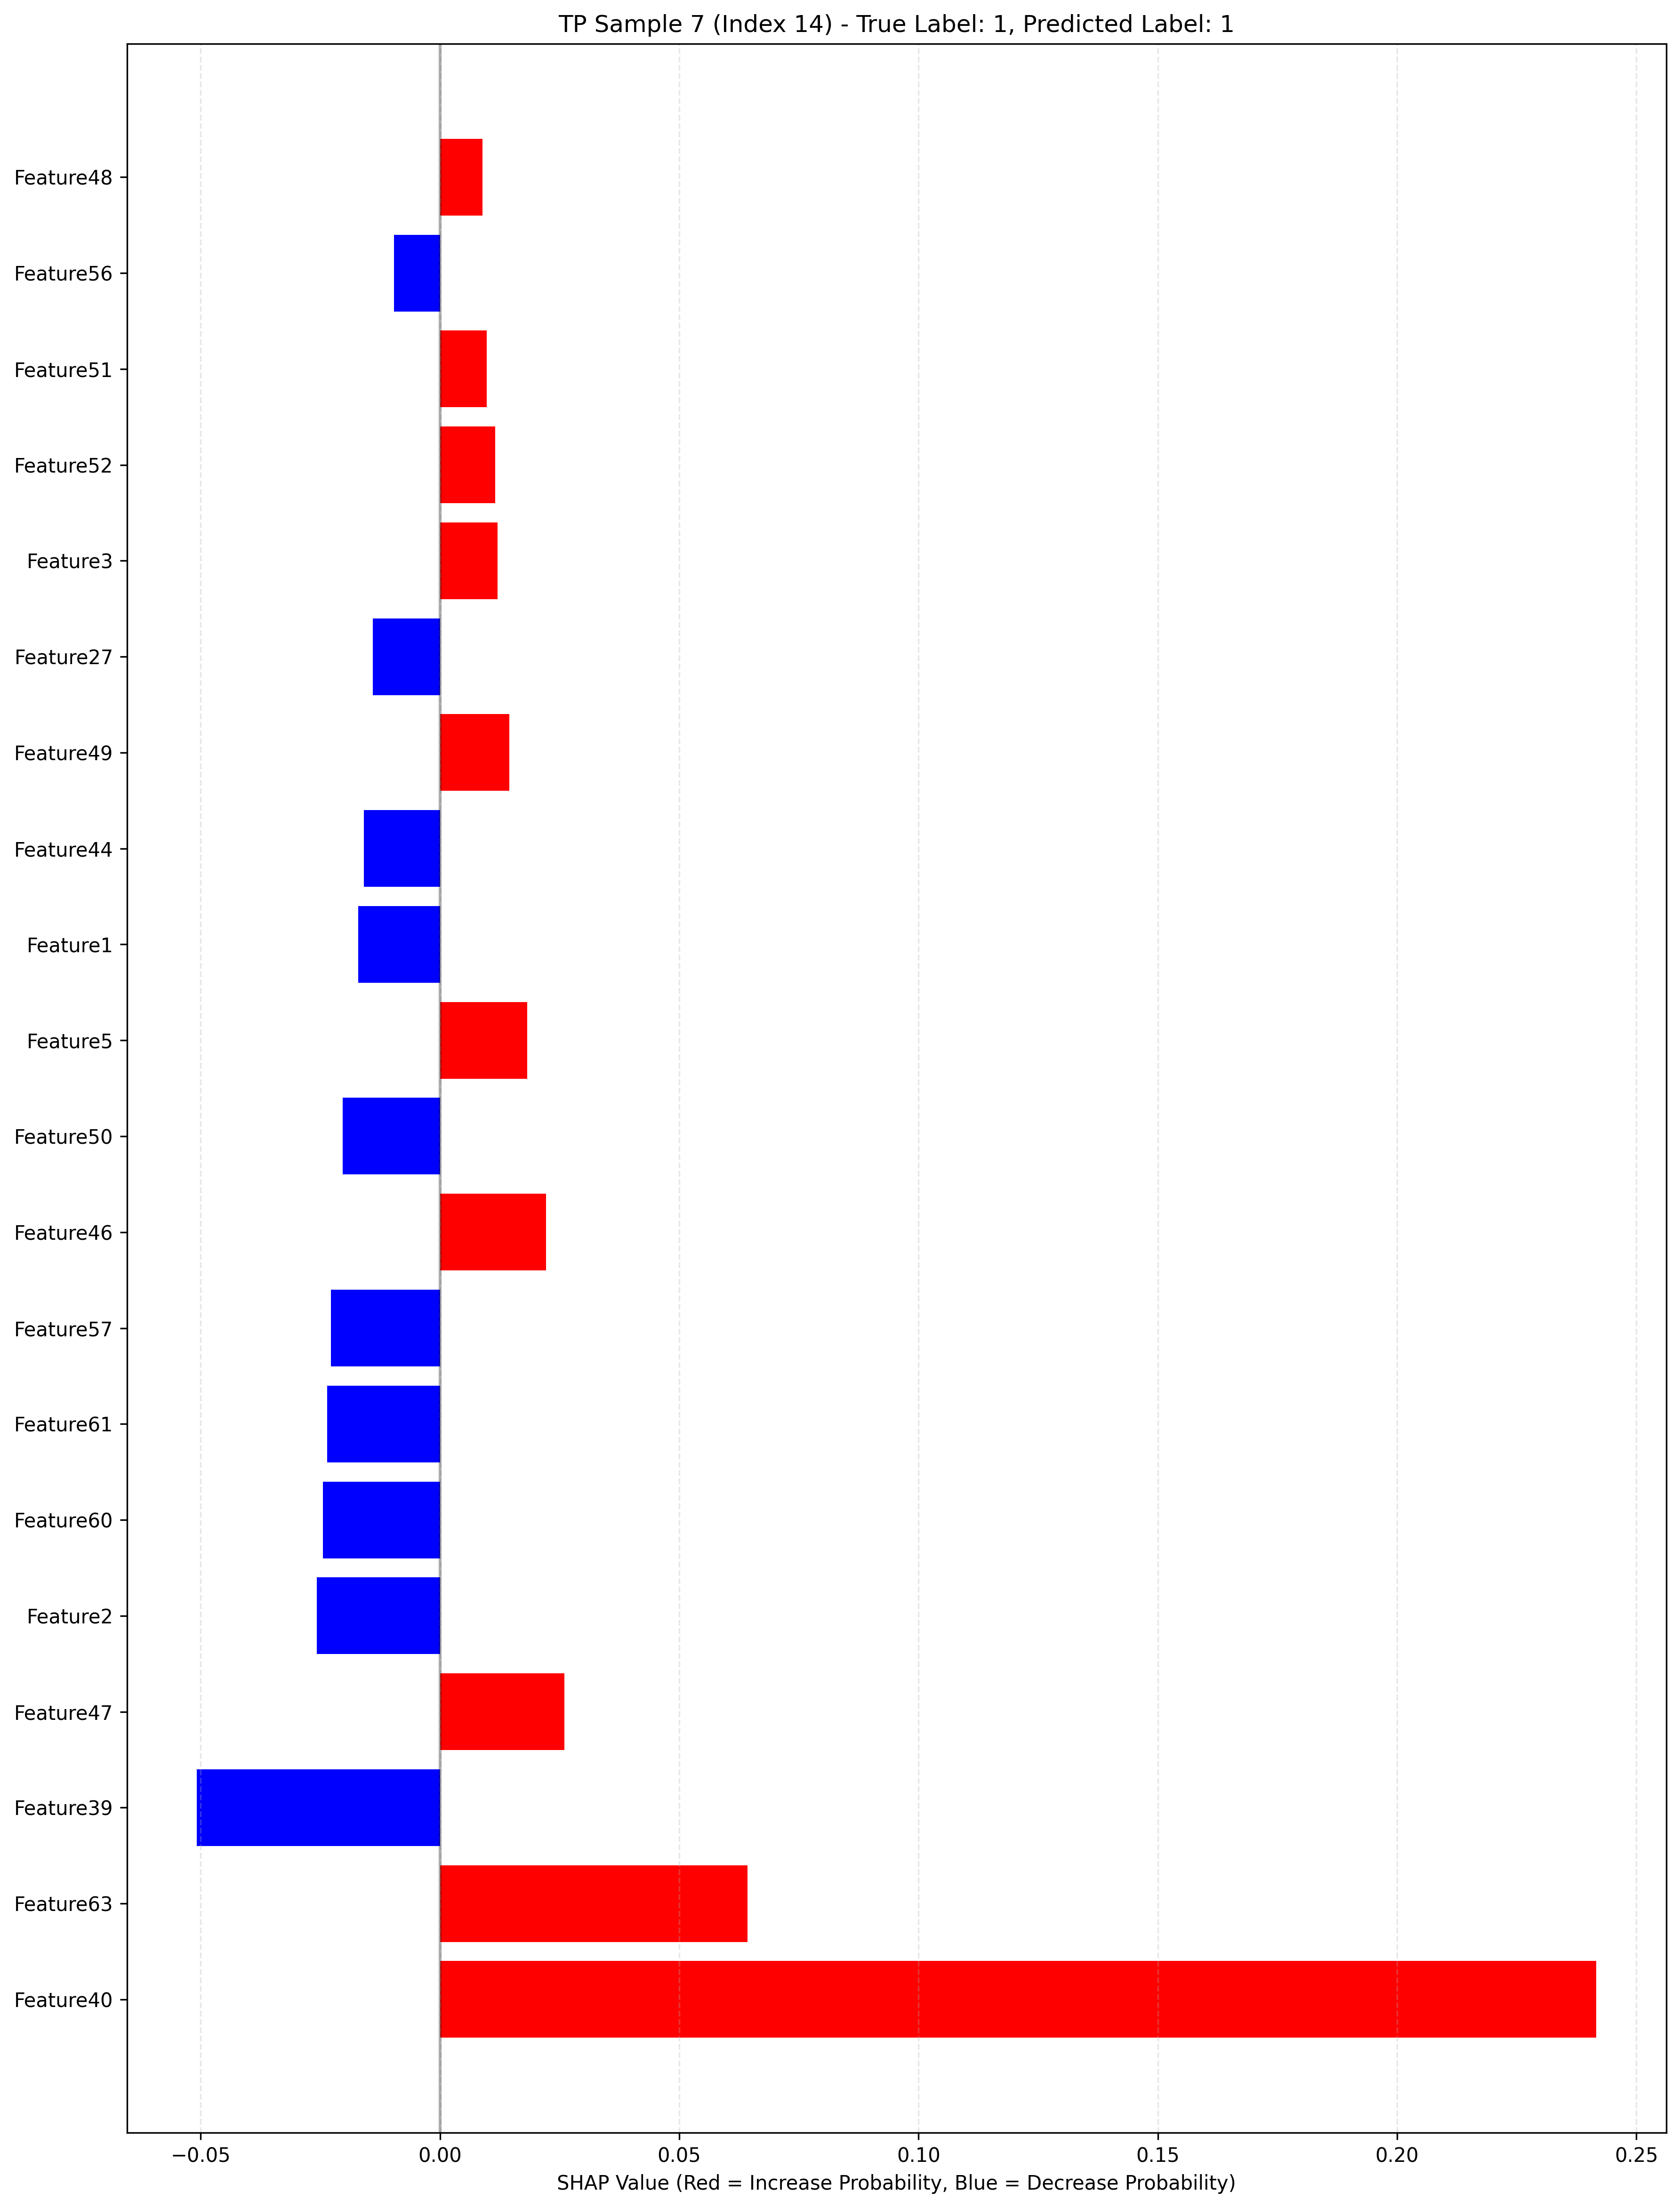 TP Sample 7 (Index 14) - True Label: 1, Predicted Label: 1
Feature48
Feature56
Feature51
Feature52
Feature3
Feature27
Feature49
Feature44
Feature1
Feature5
Feature50
Feature46
Feature57
Feature61
Feature60
Feature2
Feature47
Feature39
Feature63
Feature40
−0.05 0.00 0.05 0.10 0.15 0.20 0.25
SHAP Value (Red = Increase Probability, Blue = Decrease Probability)